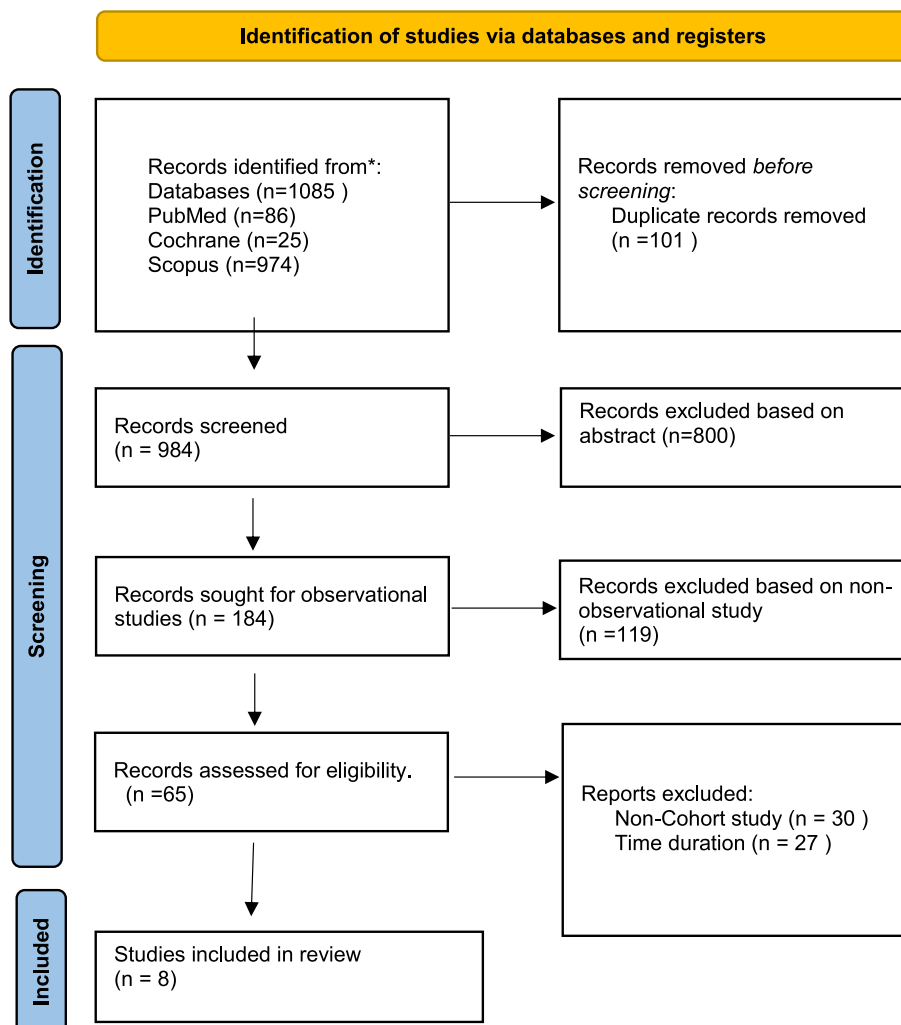 Identification of studies via databases and registers
Identification
Records identified from*:
Databases (n=1085 )
PubMed (n=86)
Cochrane (n=25)
Scopus (n=974)
Records removed before
screening:
Duplicate records removed
(n =101 )
Screening
Records screened
(n = 984)
Records excluded based on
abstract (n=800)
Records sought for observational
studies (n = 184)
Records excluded based on non-
observational study
(n =119)
Records assessed for eligibility.
(n =65)
Reports excluded:
Non-Cohort study (n = 30 )
Time duration (n = 27 )
Included
Studies included in review
(n = 8)